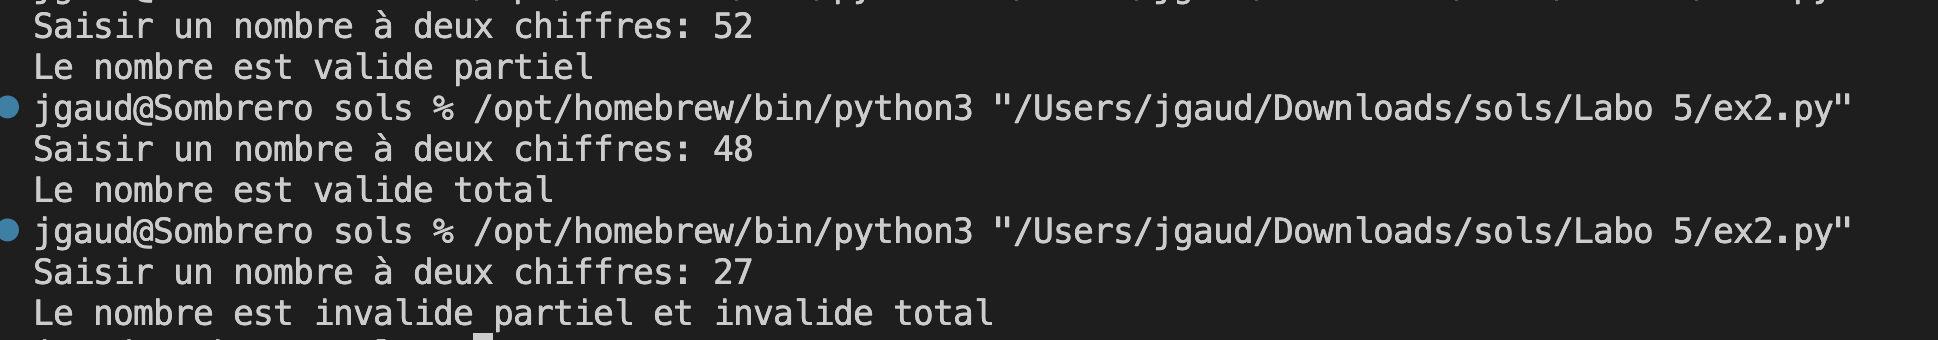 Saisir un nombre à deux chiffres: 52
Le nombre est valide partiel
jgaud@Sombrero sols % /opt/homebrew/bin/python3 "/Users/jgaud/Downloads/sols/Labo 5/ex2.py"
Saisir un nombre à deux chiffres: 48
Le nombre est valide total
jgaud@Sombrero sols % /opt/homebrew/bin/python3 "/Users/jgaud/Downloads/sols/Labo 5/ex2.py"
Saisir un nombre à deux chiffres: 27
Le nombre est invalide partiel et invalide total